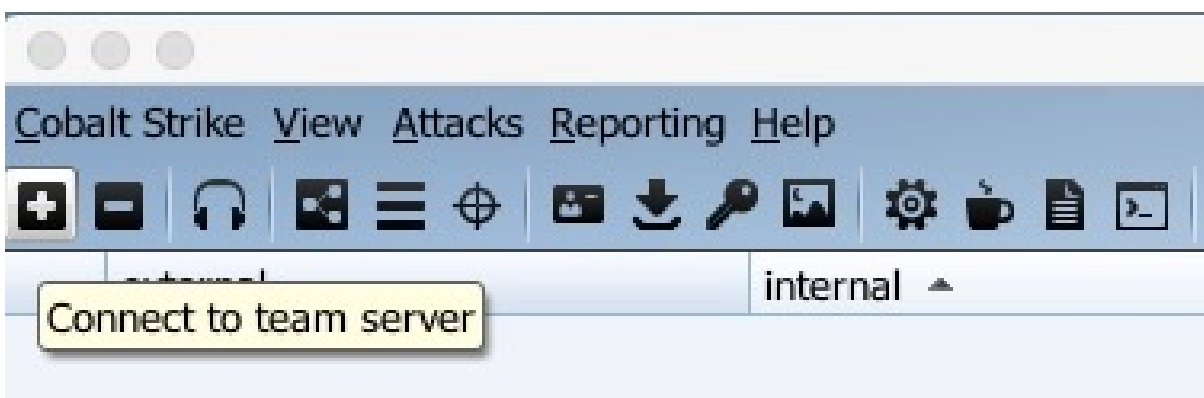 Cobalt Strike View Attacks Reporting Help
internal
Connect to team server